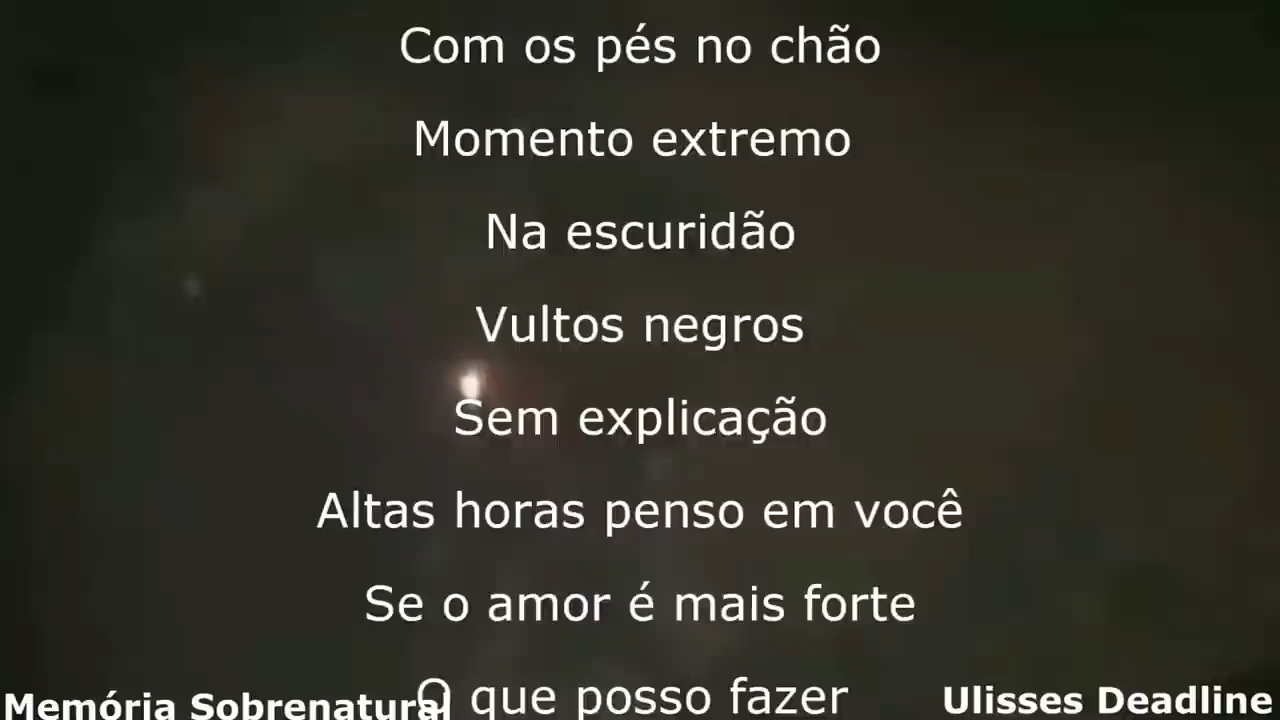 Com os pés no chão
Momento extremo
Na escuridão
Vultos negros
Sem explicação
Altas horas penso em você
Se o amor é mais forte
O que posso fazer
Memória Sobrenatural
Ulisses Deadline